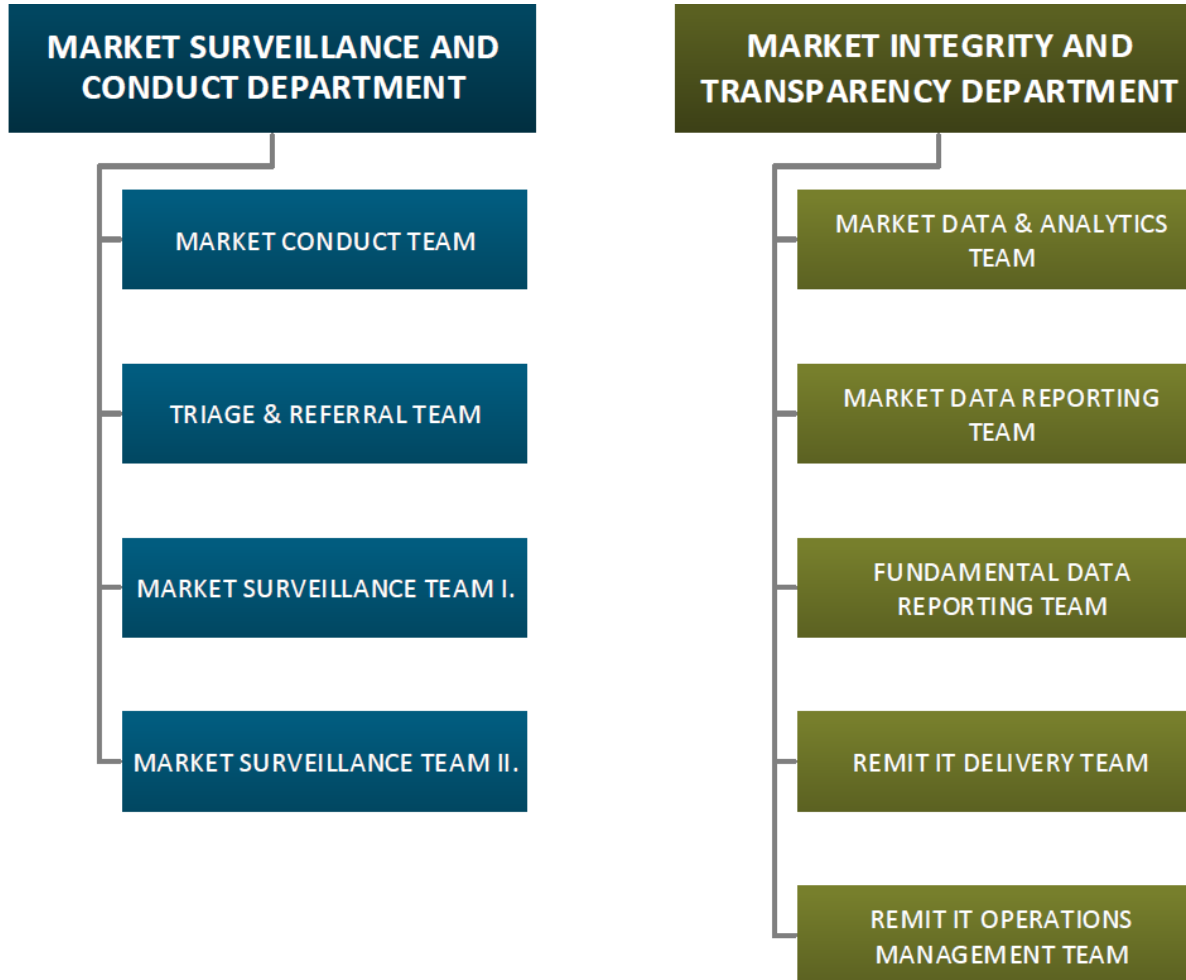 MARKET SURVEILLANCE AND
CONDUCT DEPARTMENT
MARKET CONDUCT TEAM
TRIAGE & REFERRAL TEAM
MARKET SURVEILLANCE TEAM I.
MARKET SURVEILLANCE TEAM II.
MARKET INTEGRITY AND
TRANSPARENCY DEPARTMENT
MARKET DATA & ANALYTICS
TEAM
MARKET DATA REPORTING
TEAM
FUNDAMENTAL DATA
REPORTING TEAM
REMIT IT DELIVERY TEAM
REMIT IT OPERATIONS
MANAGEMENT TEAM